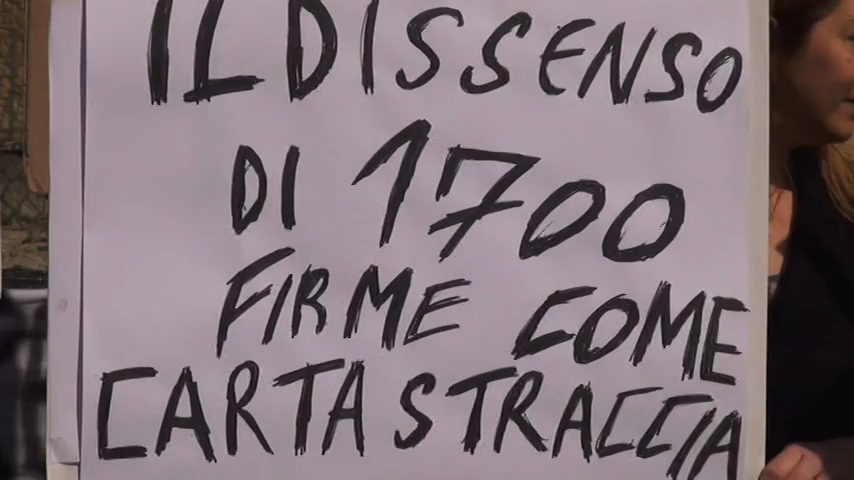 IL DISSENSO
DI 1700
FIRME COME
CARTA STRACCIA